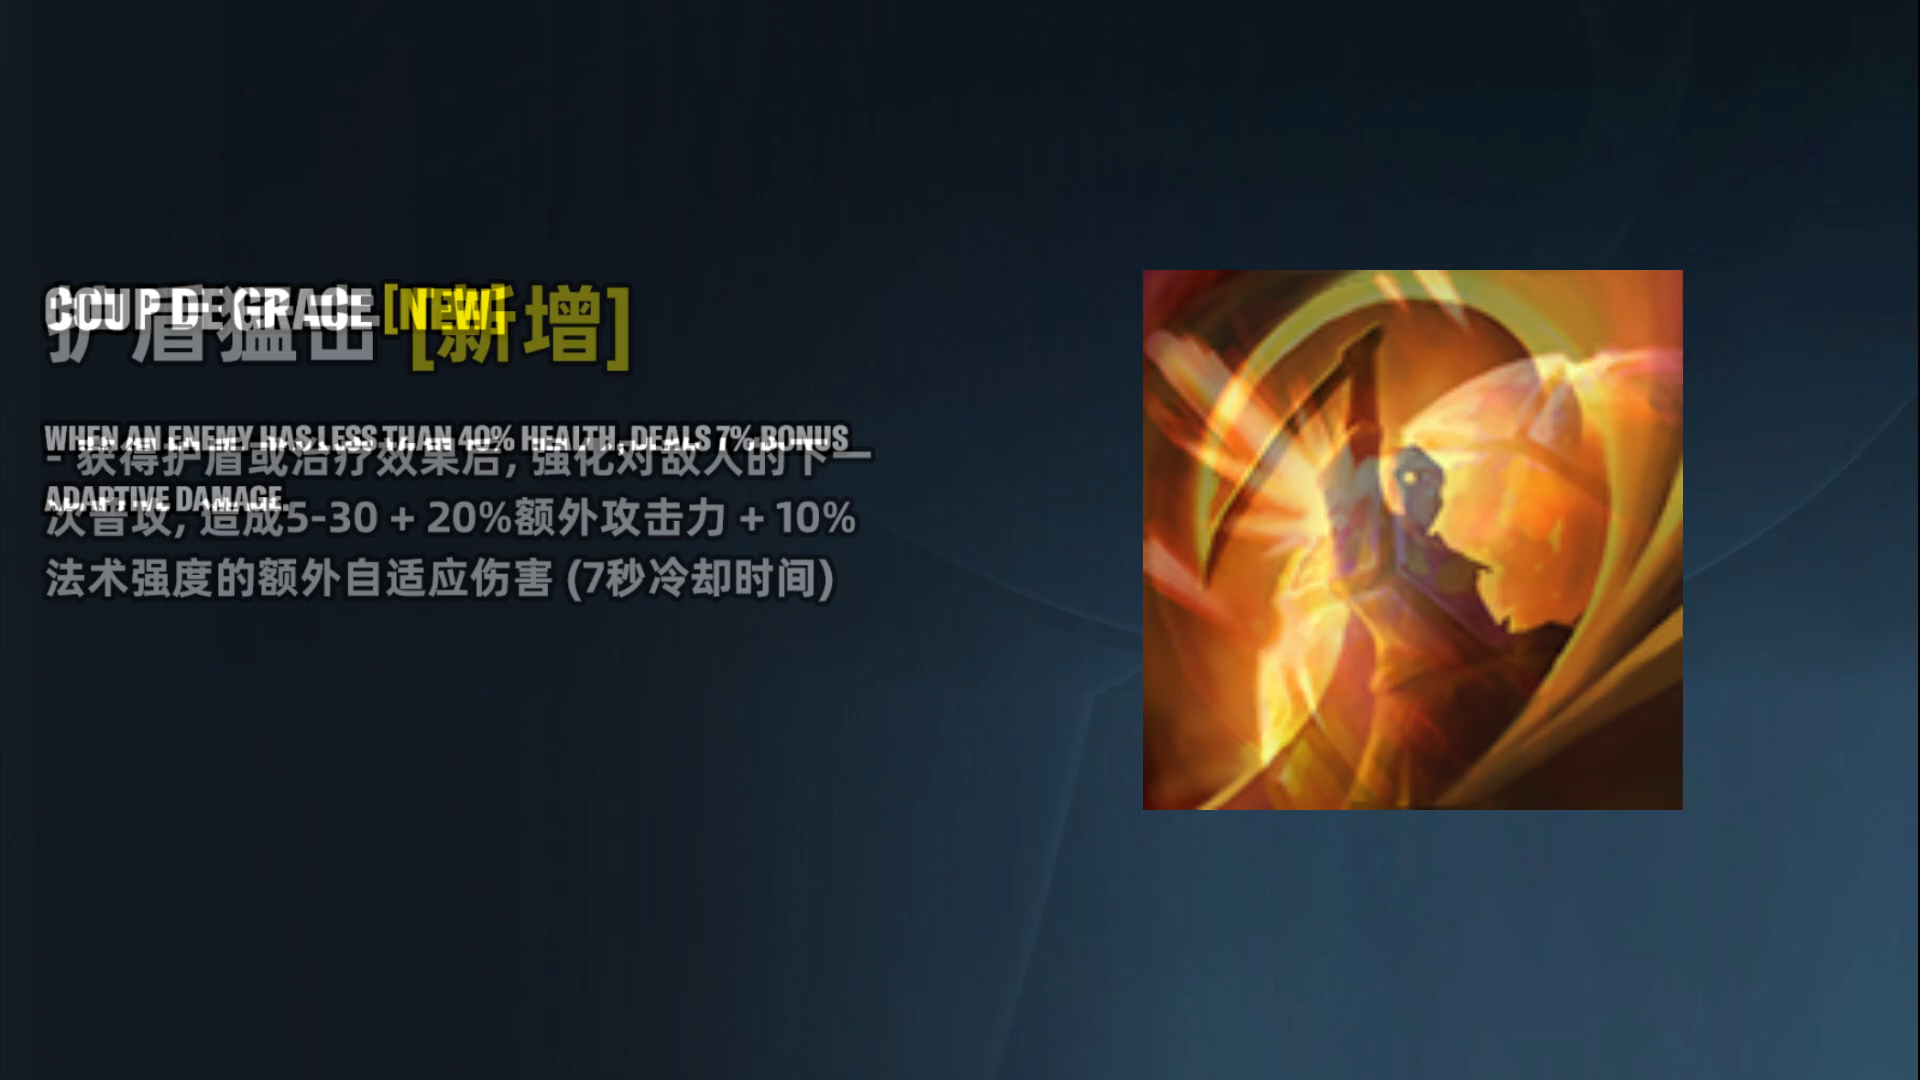 COUP DE GRACE [NEW]
护盾猛击 [新增]
WHEN AN ENEMY HAS LESS THAN 40% HEALTH, DEALS 7% BONUS
ADAPTIVE DAMAGE.
- 获得护盾或治疗效果后, 强化对敌人的下一
次普攻, 造成5-30 + 20%额外攻击力 + 10%
法术强度的额外自适应伤害 (7秒冷却时间)